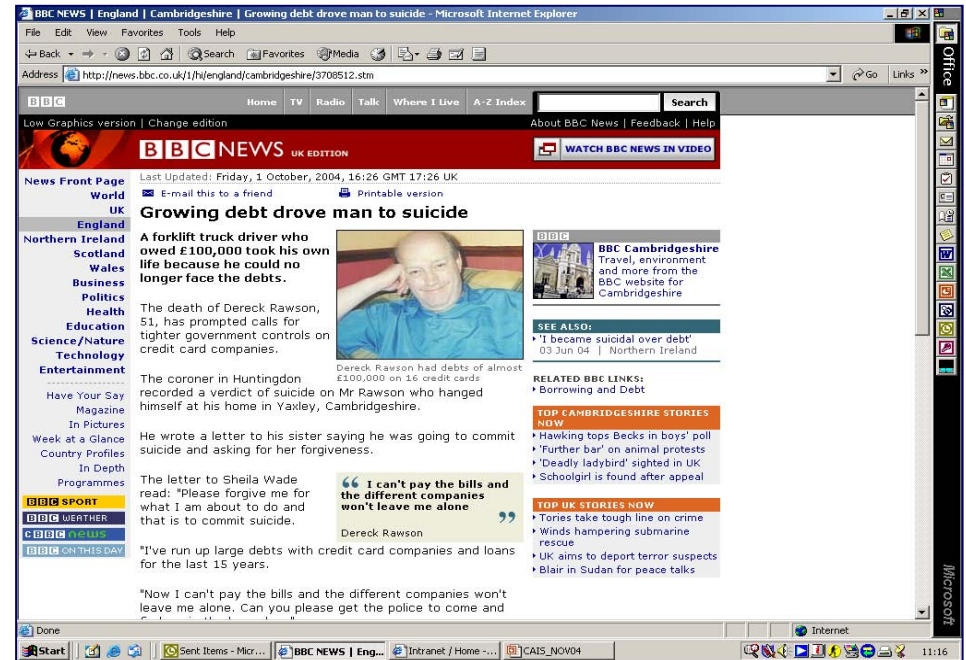 BBC NEWS | England | Cambridgeshire | Growing debt drove man to suicide - Microsoft Internet Explorer
File Edit View Favorites Tools Help
Back Search Favorites Media
Address http://news.bbc.co.uk/1/hi/england/cambridgeshire/3708512.stm Go Links »
BBC Home TV Radio Talk Where I Live A-Z Index Search
Low Graphics version | Change edition About BBC News | Feedback | Help
BBC NEWS UK EDITION WATCH BBC NEWS IN VIDEO
News Front Page
World
UK
England
Northern Ireland
Scotland
Wales
Business
Politics
Health
Education
Science/Nature
Technology
Entertainment
Have Your Say
Magazine
In Pictures
Week at a Glance
Country Profiles
In Depth
Programmes
BBC SPORT
BBC WEATHER
CBBC news
BBC ON THIS DAY
Last Updated: Friday, 1 October, 2004, 16:26 GMT 17:26 UK
E-mail this to a friend Printable version
Growing debt drove man to suicide
A forklift truck driver who
owed £100,000 took his own
life because he could no
longer face the debts.
The death of Dereck Rawson,
51, has prompted calls for
tighter government controls on
credit card companies.
Dereck Rawson had debts of almost
£100,000 on 16 credit cards
The coroner in Huntingdon
recorded a verdict of suicide on Mr Rawson who hanged
himself at his home in Yaxley, Cambridgeshire.
He wrote a letter to his sister saying he was going to commit
suicide and asking for her forgiveness.
The letter to Sheila Wade
read: "Please forgive me for
what I am about to do and
that is to commit suicide.
“ I can't pay the bills and
the different companies
won't leave me alone ”
Dereck Rawson
"I've run up large debts with credit card companies and loans
for the last 15 years.
"Now I can't pay the bills and the different companies won't
leave me alone. Can you please get the police to come and
BBC
BBC Cambridgeshire
Travel, environment
and more from the
BBC website for
Cambridgeshire
SEE ALSO:
'I became suicidal over debt'
03 Jun 04 | Northern Ireland
RELATED BBC LINKS:
Borrowing and Debt
TOP CAMBRIDGESHIRE STORIES
NOW
Hawking tops Becks in boys' poll
'Further bar' on animal protests
'Deadly ladybird' sighted in UK
Schoolgirl is found after appeal
TOP UK STORIES NOW
Tories take tough line on crime
Winds hampering submarine
rescue
UK aims to deport terror suspects
Blair in Sudan for peace talks
Office
Microsoft
Done Internet
Start Sent Items - Micr... BBC NEWS | Eng... Intranet / Home -... CAIS_NOV04 11:16